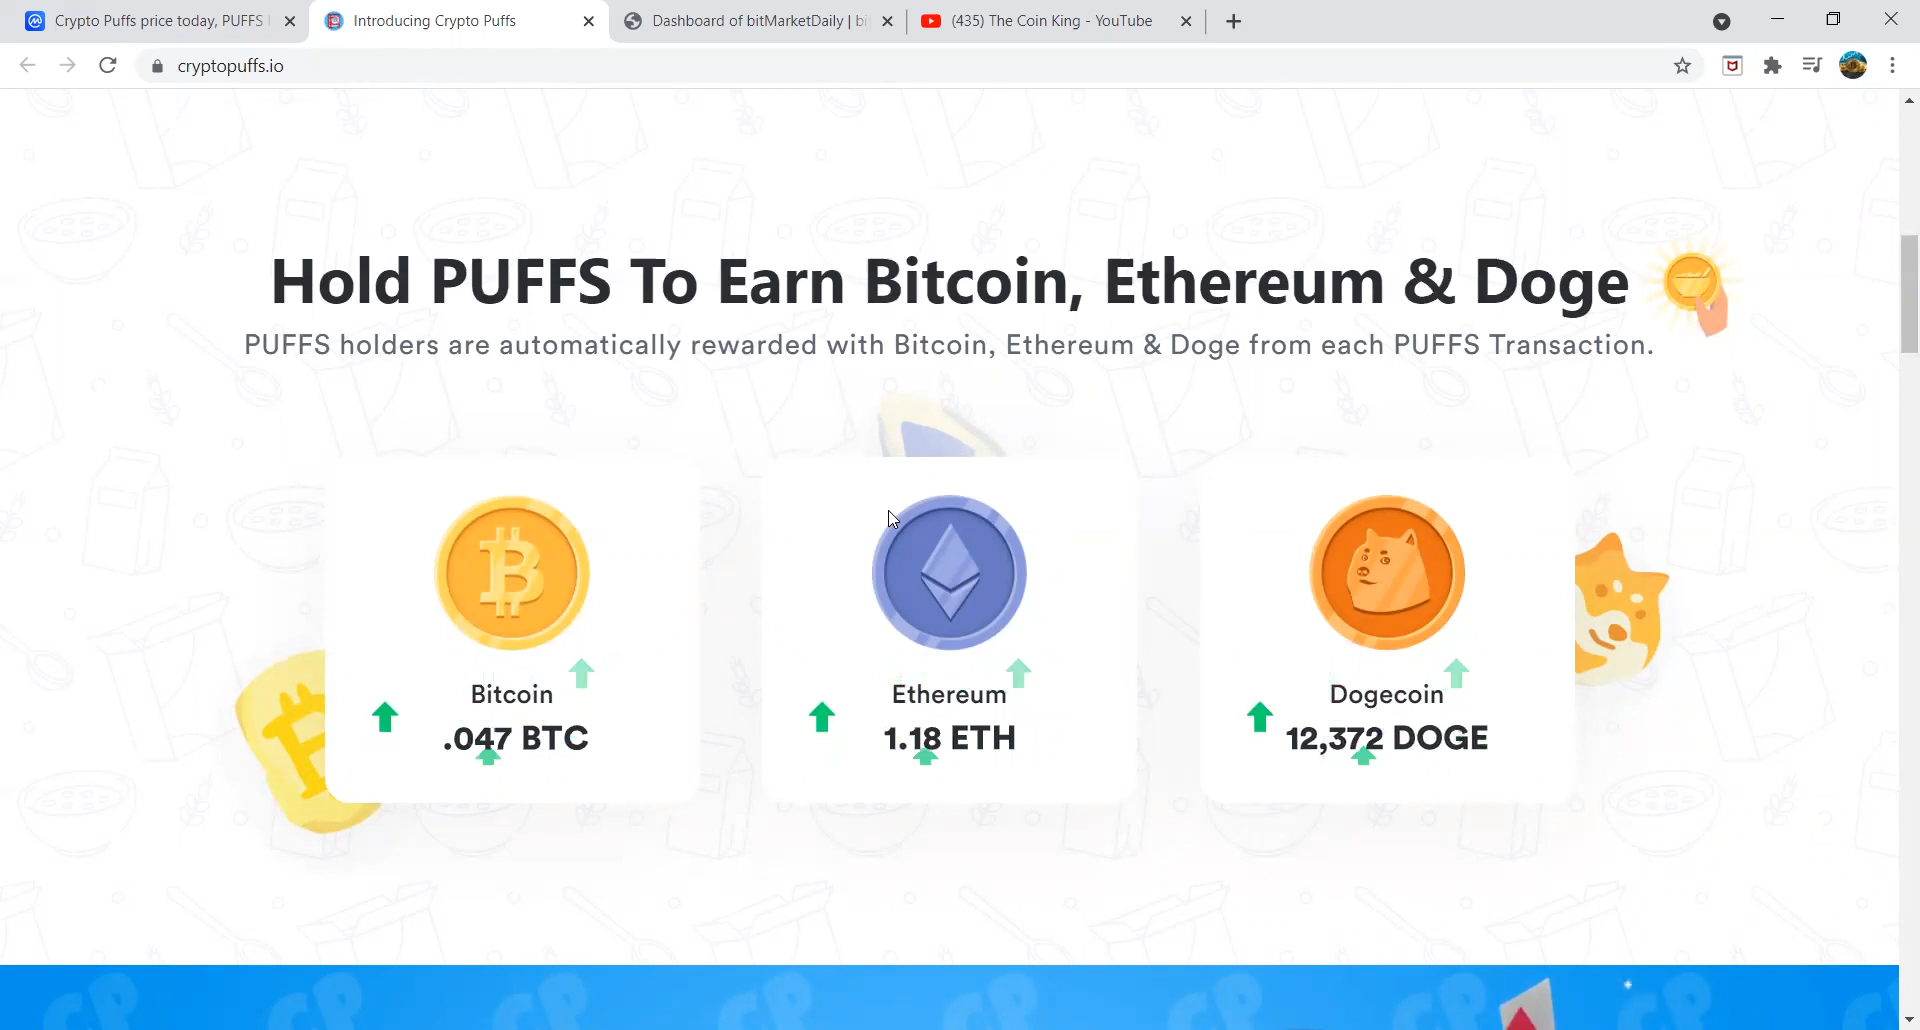 Crypto Puffs price today, PUFFS
Introducing Crypto Puffs
Dashboard of bitMarketDaily | bi
(435) The Coin King - YouTube
cryptopuffs.io
Hold PUFFS To Earn Bitcoin, Ethereum & Doge
PUFFS holders are automatically rewarded with Bitcoin, Ethereum & Doge from each PUFFS Transaction.
Bitcoin
.047 BTC
Ethereum
1.18 ETH
Dogecoin
12,372 DOGE